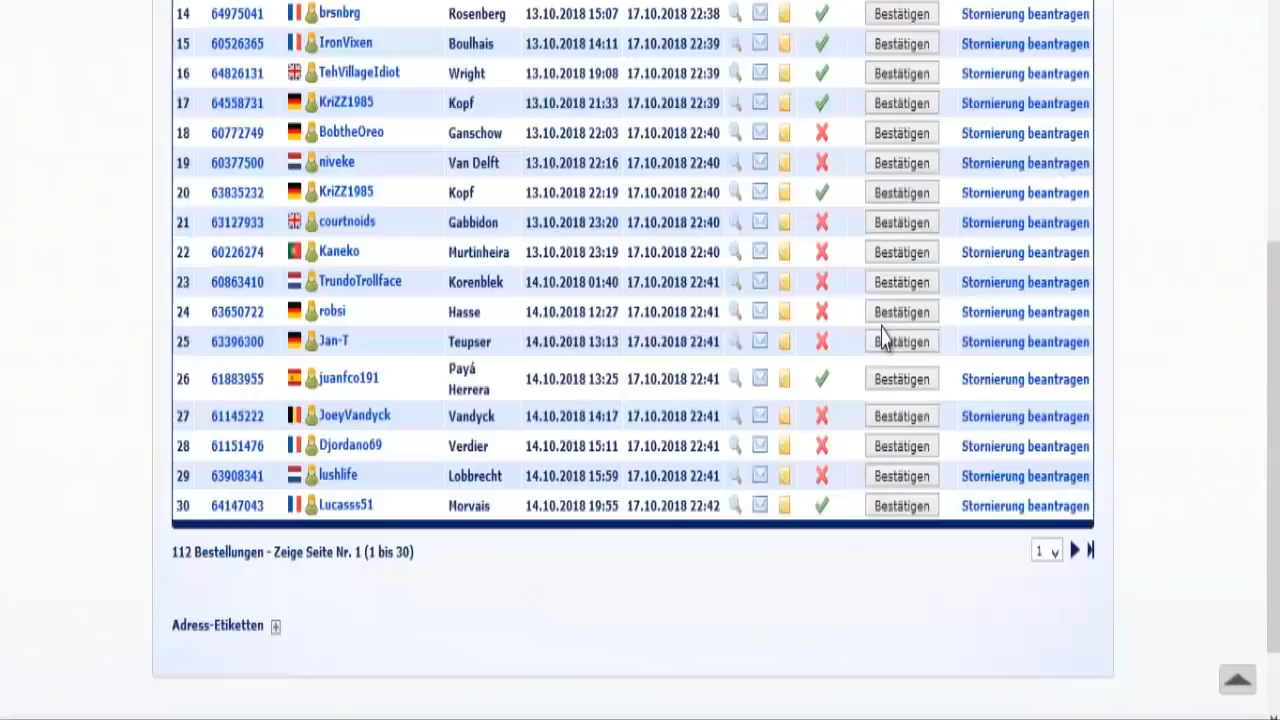 14 64975041 brsnbrg Rosenberg 13.10.2018 15:07 17.10.2018 22:38 Bestätigen Stornierung beantragen
15 60526365 IronVixen Boulhais 13.10.2018 14:11 17.10.2018 22:39 Bestätigen Stornierung beantragen
16 64826131 TehVillageIdiot Wright 13.10.2018 19:08 17.10.2018 22:39 Bestätigen Stornierung beantragen
17 64558731 KriZZ1985 Kopf 13.10.2018 21:33 17.10.2018 22:39 Bestätigen Stornierung beantragen
18 60772749 BobtheOreo Ganschow 13.10.2018 22:03 17.10.2018 22:40 Bestätigen Stornierung beantragen
19 60377500 niveke Van Delft 13.10.2018 22:16 17.10.2018 22:40 Bestätigen Stornierung beantragen
20 63835232 KriZZ1985 Kopf 13.10.2018 22:19 17.10.2018 22:40 Bestätigen Stornierung beantragen
21 63127933 courtnoids Gabbidon 13.10.2018 23:20 17.10.2018 22:40 Bestätigen Stornierung beantragen
22 60226274 Kaneko Murtinheira 13.10.2018 23:19 17.10.2018 22:40 Bestätigen Stornierung beantragen
23 60863410 TrundoTrollface Korenblek 14.10.2018 01:40 17.10.2018 22:41 Bestätigen Stornierung beantragen
24 63650722 robsi Hasse 14.10.2018 12:27 17.10.2018 22:41 Bestätigen Stornierung beantragen
25 63396300 Jan-T Teupser 14.10.2018 13:13 17.10.2018 22:41 Bestätigen Stornierung beantragen
26 61883955 juanfco191 Payá Herrera 14.10.2018 13:25 17.10.2018 22:41 Bestätigen Stornierung beantragen
27 61145222 JoeyVandyck Vandyck 14.10.2018 14:17 17.10.2018 22:41 Bestätigen Stornierung beantragen
28 61151476 Djordano69 Verdier 14.10.2018 15:11 17.10.2018 22:41 Bestätigen Stornierung beantragen
29 63908341 lushlife Lobbrecht 14.10.2018 15:59 17.10.2018 22:41 Bestätigen Stornierung beantragen
30 64147043 Lucasss51 Morvais 14.10.2018 19:55 17.10.2018 22:42 Bestätigen Stornierung beantragen
112 Bestellungen - Zeige Seite Nr. 1 (1 bis 30) 1
Adress-Etiketten